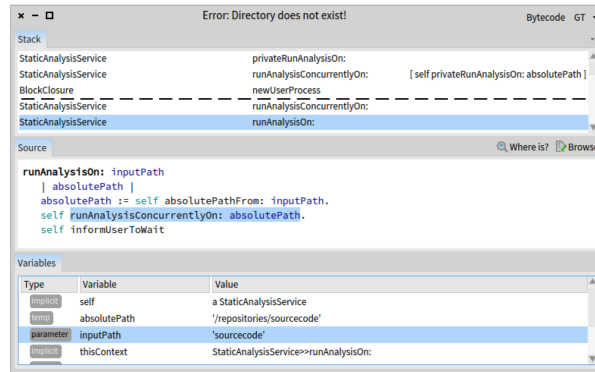 Error: Directory does not exist! Bytecode GT
Stack
StaticAnalysisService privateRunAnalysisOn:
StaticAnalysisService runAnalysisConcurrentlyOn: [ self privateRunAnalysisOn: absolutePath ]
BlockClosure newUserProcess
StaticAnalysisService runAnalysisConcurrentlyOn:
StaticAnalysisService runAnalysisOn:
Source Where is? Browse
runAnalysisOn: inputPath
| absolutePath |
absolutePath := self absolutePathFrom: inputPath.
self runAnalysisConcurrentlyOn: absolutePath.
self informUserToWait
Variables
Type Variable Value
implicit self a StaticAnalysisService
temp absolutePath '/repositories/sourcecode'
parameter inputPath 'sourcecode'
implicit thisContext StaticAnalysisService>>runAnalysisOn: